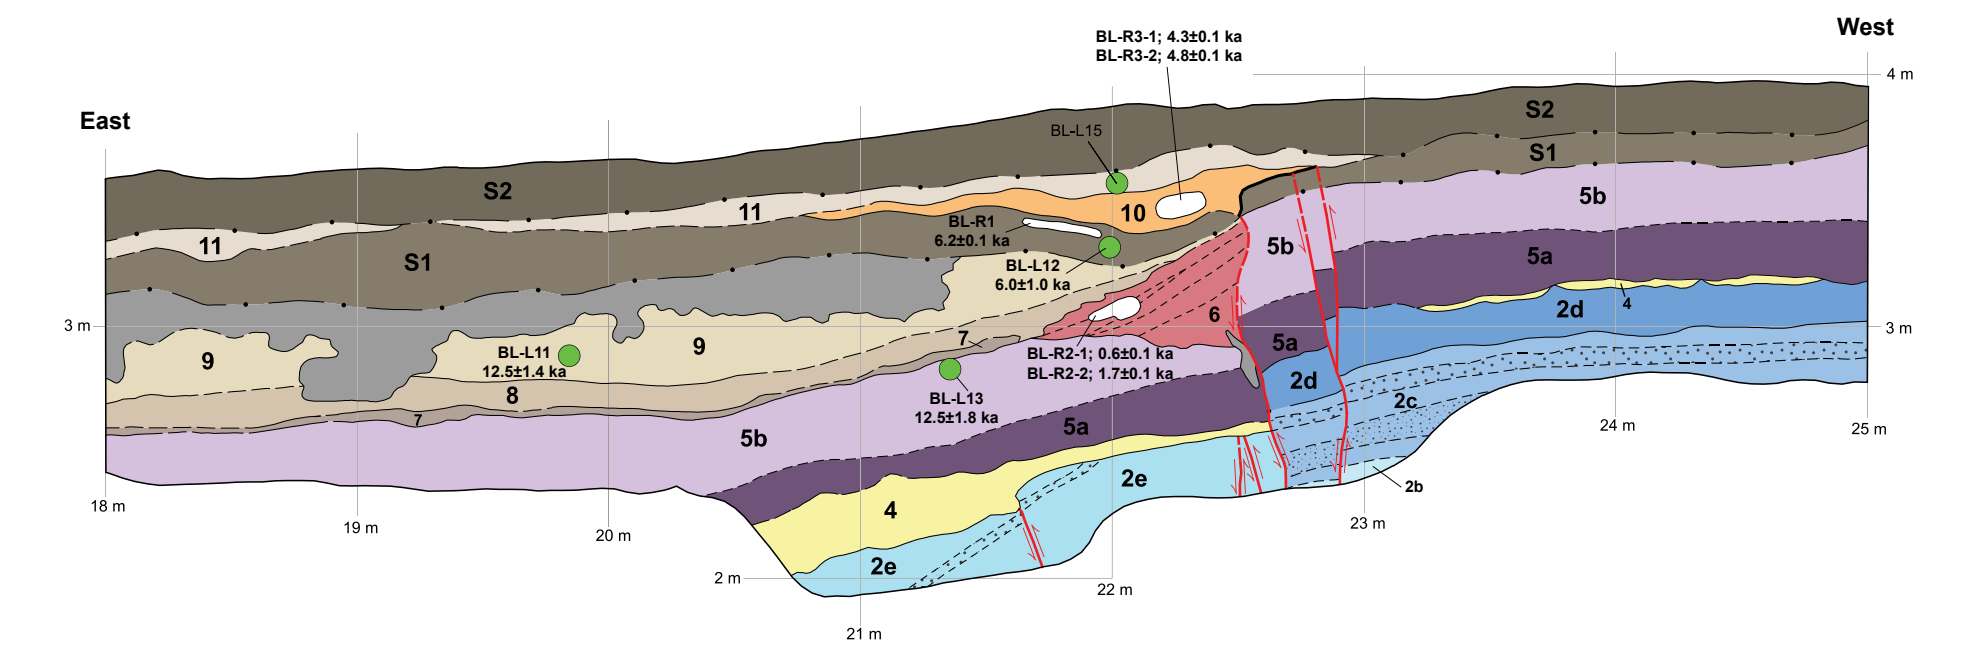 West
BL-R3-1; 4.3±0.1 ka
BL-R3-2; 4.8±0.1 ka
4 m
East
S2
BL-L15
S1
S2
5b
11
10
BL-R1
6.2±0.1 ka
11
5b
5a
S1
BL-L12
6.0±1.0 ka
4
2d
6
3 m
3 m
7
5a
9
9
BL-L11
12.5±1.4 ka
BL-R2-1; 0.6±0.1 ka
BL-R2-2; 1.7±0.1 ka
2d
8
BL-L13
12.5±1.8 ka
2c
7
5a
5b
24 m
25 m
2e
2b
18 m
4
19 m
20 m
23 m
2e
2 m
22 m
21 m